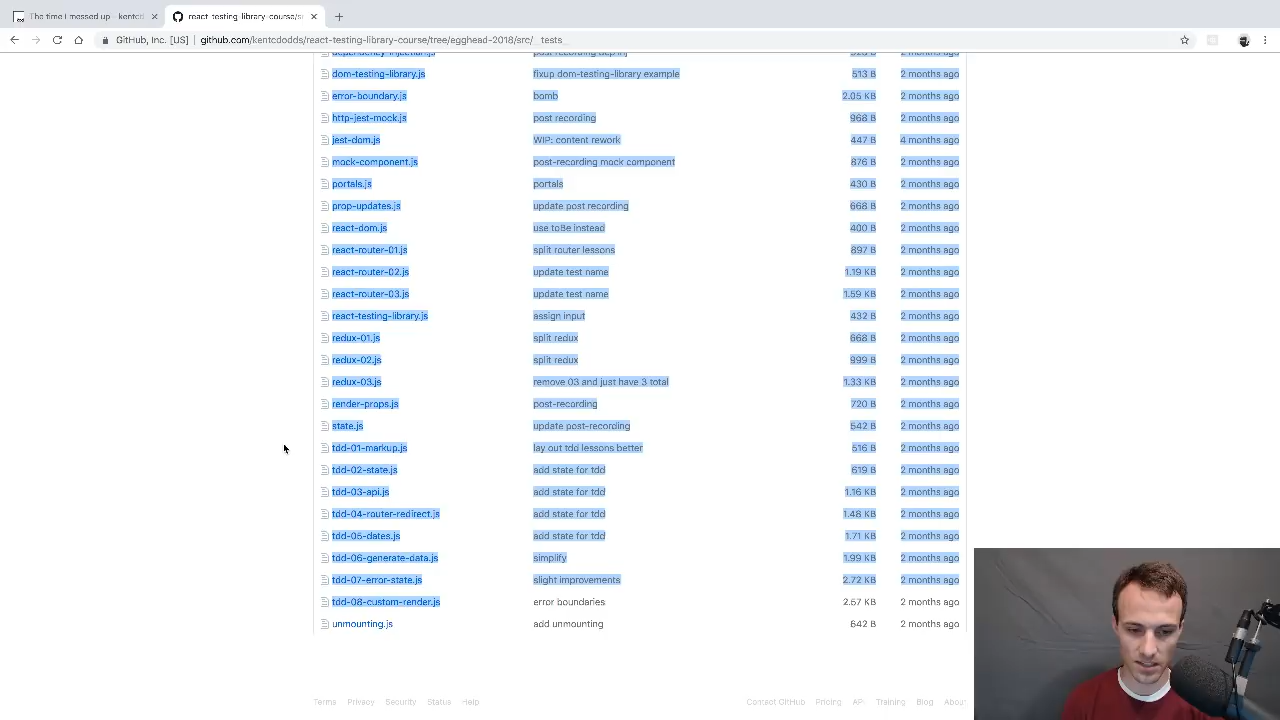 The time I messed up - kentcd
react-testing-library-course/s
GitHub, Inc. [US] | github.com/kentcdodds/react-testing-library-course/tree/egghead-2018/src/__tests__
dependency-injection.js post recording dep inj 2 months ago
dom-testing-library.js fixup dom-testing-library example 513 B 2 months ago
error-boundary.js bomb 2.05 KB 2 months ago
http-jest-mock.js post recording 968 B 2 months ago
jest-dom.js WIP: content rework 447 B 4 months ago
mock-component.js post-recording mock component 876 B 2 months ago
portals.js portals 430 B 2 months ago
prop-updates.js update post recording 668 B 2 months ago
react-dom.js use toBe instead 400 B 2 months ago
react-router-01.js split router lessons 897 B 2 months ago
react-router-02.js update test name 1.19 KB 2 months ago
react-router-03.js update test name 1.59 KB 2 months ago
react-testing-library.js assign input 432 B 2 months ago
redux-01.js split redux 668 B 2 months ago
redux-02.js split redux 999 B 2 months ago
redux-03.js remove 03 and just have 3 total 1.33 KB 2 months ago
render-props.js post-recording 720 B 2 months ago
state.js update post-recording 542 B 2 months ago
tdd-01-markup.js lay out tdd lessons better 516 B 2 months ago
tdd-02-state.js add state for tdd 619 B 2 months ago
tdd-03-api.js add state for tdd 1.16 KB 2 months ago
tdd-04-router-redirect.js add state for tdd 1.48 KB 2 months ago
tdd-05-dates.js add state for tdd 1.71 KB 2 months ago
tdd-06-generate-data.js simplify 1.99 KB 2 months ago
tdd-07-error-state.js slight improvements 2.72 KB 2 months ago
tdd-08-custom-render.js error boundaries 2.57 KB 2 months ago
unmounting.js add unmounting 642 B 2 months ago
Terms Privacy Security Status Help Contact GitHub Pricing API Training Blog About